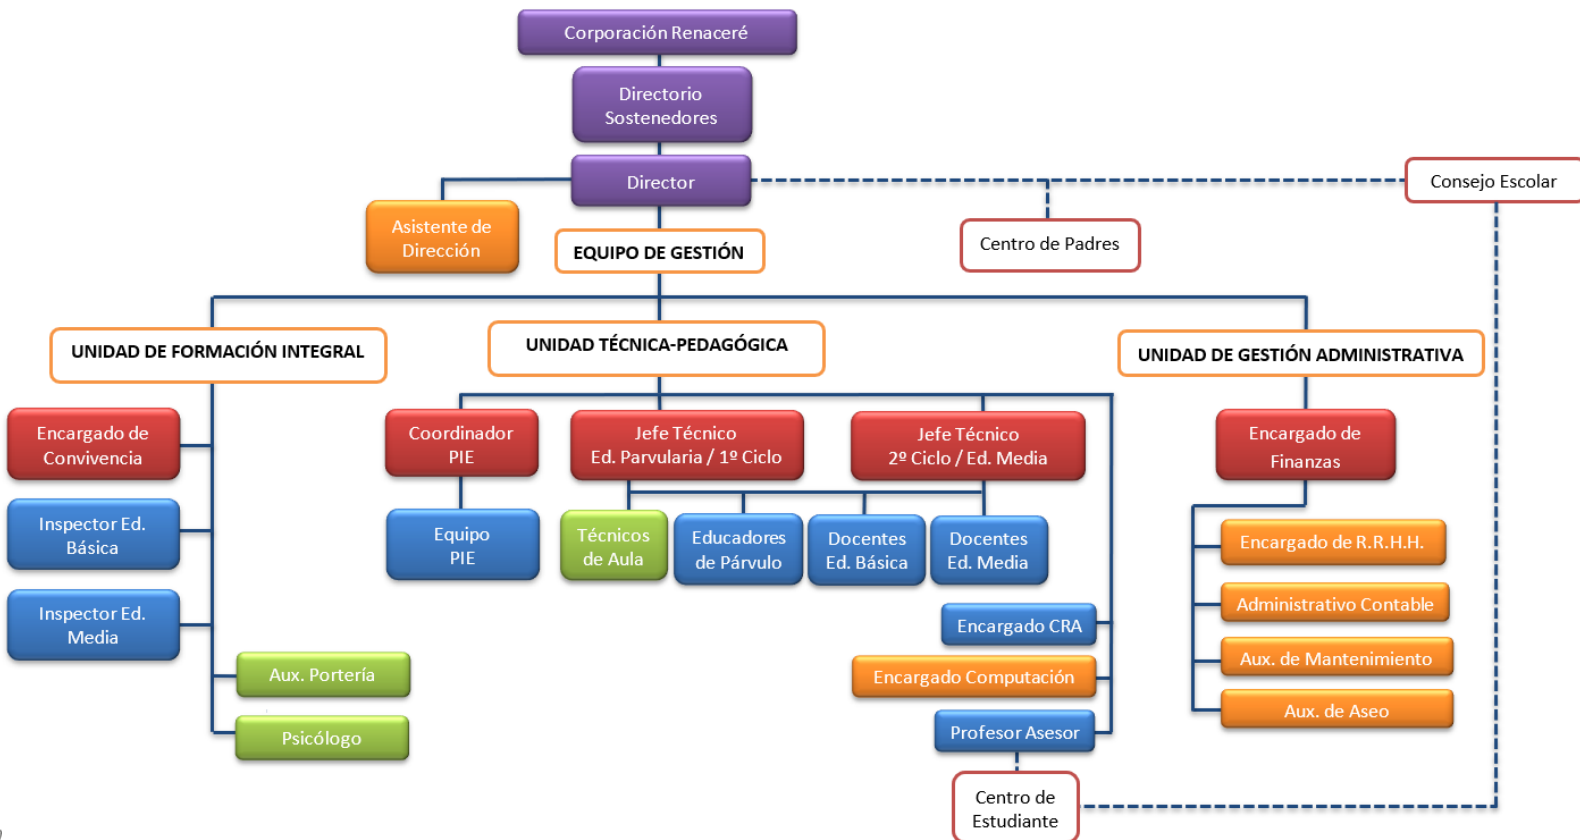 Corporación Renaceré
Directorio
Sostenedores
Director
Consejo Escolar
Asistente de
Dirección
Centro de Padres
EQUIPO DE GESTIÓN
UNIDAD DE FORMACIÓN INTEGRAL
UNIDAD TÉCNICA-PEDAGÓGICA
UNIDAD DE GESTIÓN ADMINISTRATIVA
Encargado de
Convivencia
Coordinador
PIE
Jefe Técnico
Ed. Parvularia / 1º Ciclo
Jefe Técnico
2º Ciclo / Ed. Media
Encargado de
Finanzas
Inspector Ed.
Básica
Equipo
PIE
Técnicos
de Aula
Educadores
de Párvulo
Docentes
Ed. Básica
Docentes
Ed. Media
Encargado de R.R.H.H.
Inspector Ed.
Media
Encargado CRA
Administrativo Contable
Aux. Portería
Encargado Computación
Aux. de Mantenimiento
Psicólogo
Profesor Asesor
Aux. de Aseo
Centro de
Estudiante